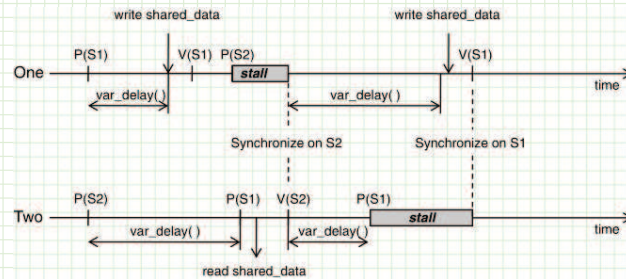 write shared_data write shared_data
P(S1) V(S1) P(S2) V(S1)
One stall
time
var_delay( ) var_delay( )
Synchronize on S2 Synchronize on S1
P(S2) P(S1) V(S2) P(S1)
Two stall
time
var_delay( ) var_delay( )
read shared_data